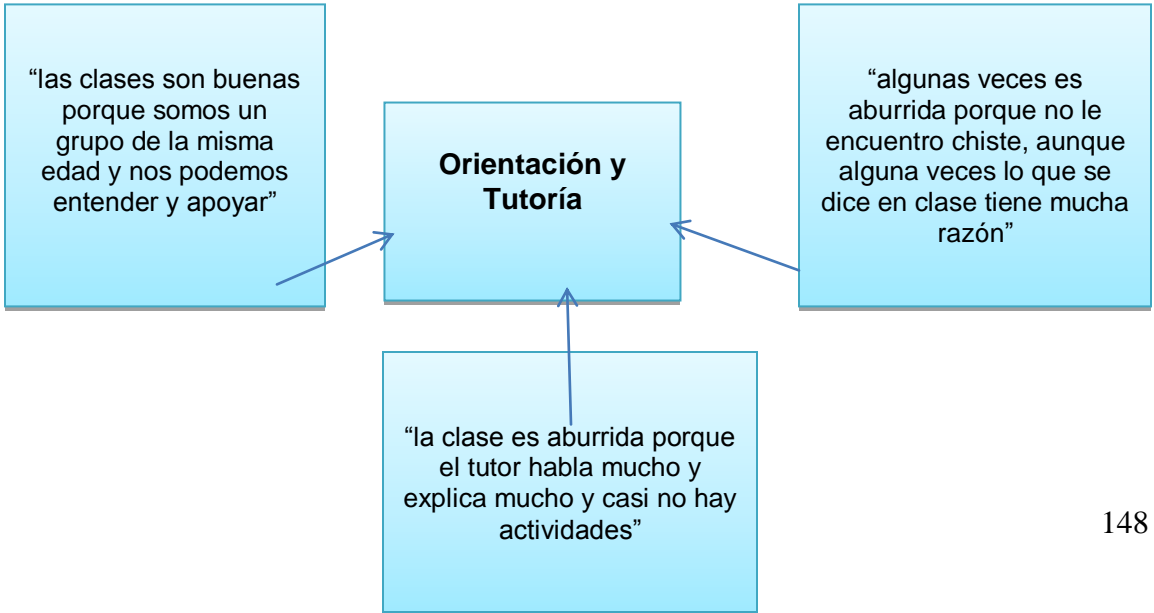 “las clases son buenas
porque somos un
grupo de la misma
edad y nos podemos
entender y apoyar”
Orientación y
Tutoría
“algunas veces es
aburrida porque no le
encuentro chiste, aunque
alguna veces lo que se
dice en clase tiene mucha
razón”
“la clase es aburrida porque
el tutor habla mucho y
explica mucho y casi no hay
actividades”
148